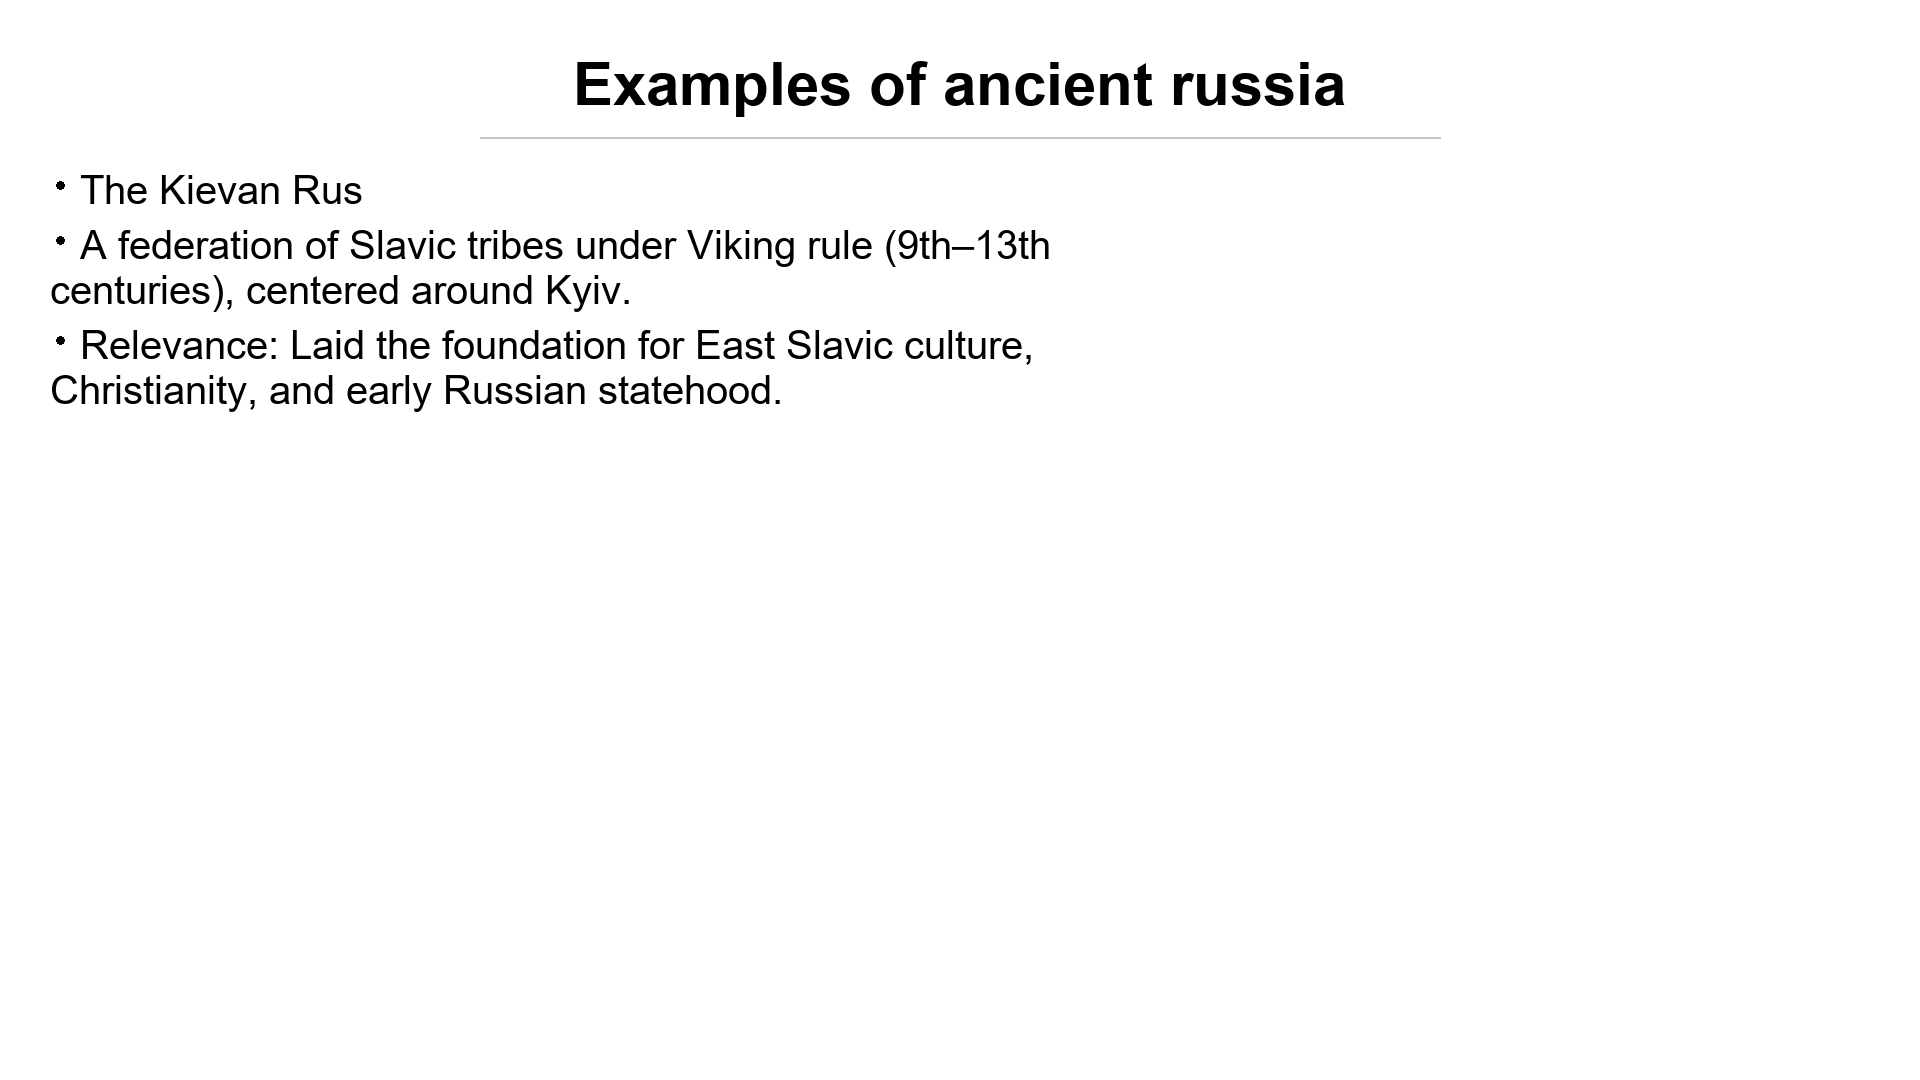 Examples of ancient russia
• The Kievan Rus
• A federation of Slavic tribes under Viking rule (9th–13th
centuries), centered around Kyiv.
• Relevance: Laid the foundation for East Slavic culture,
Christianity, and early Russian statehood.